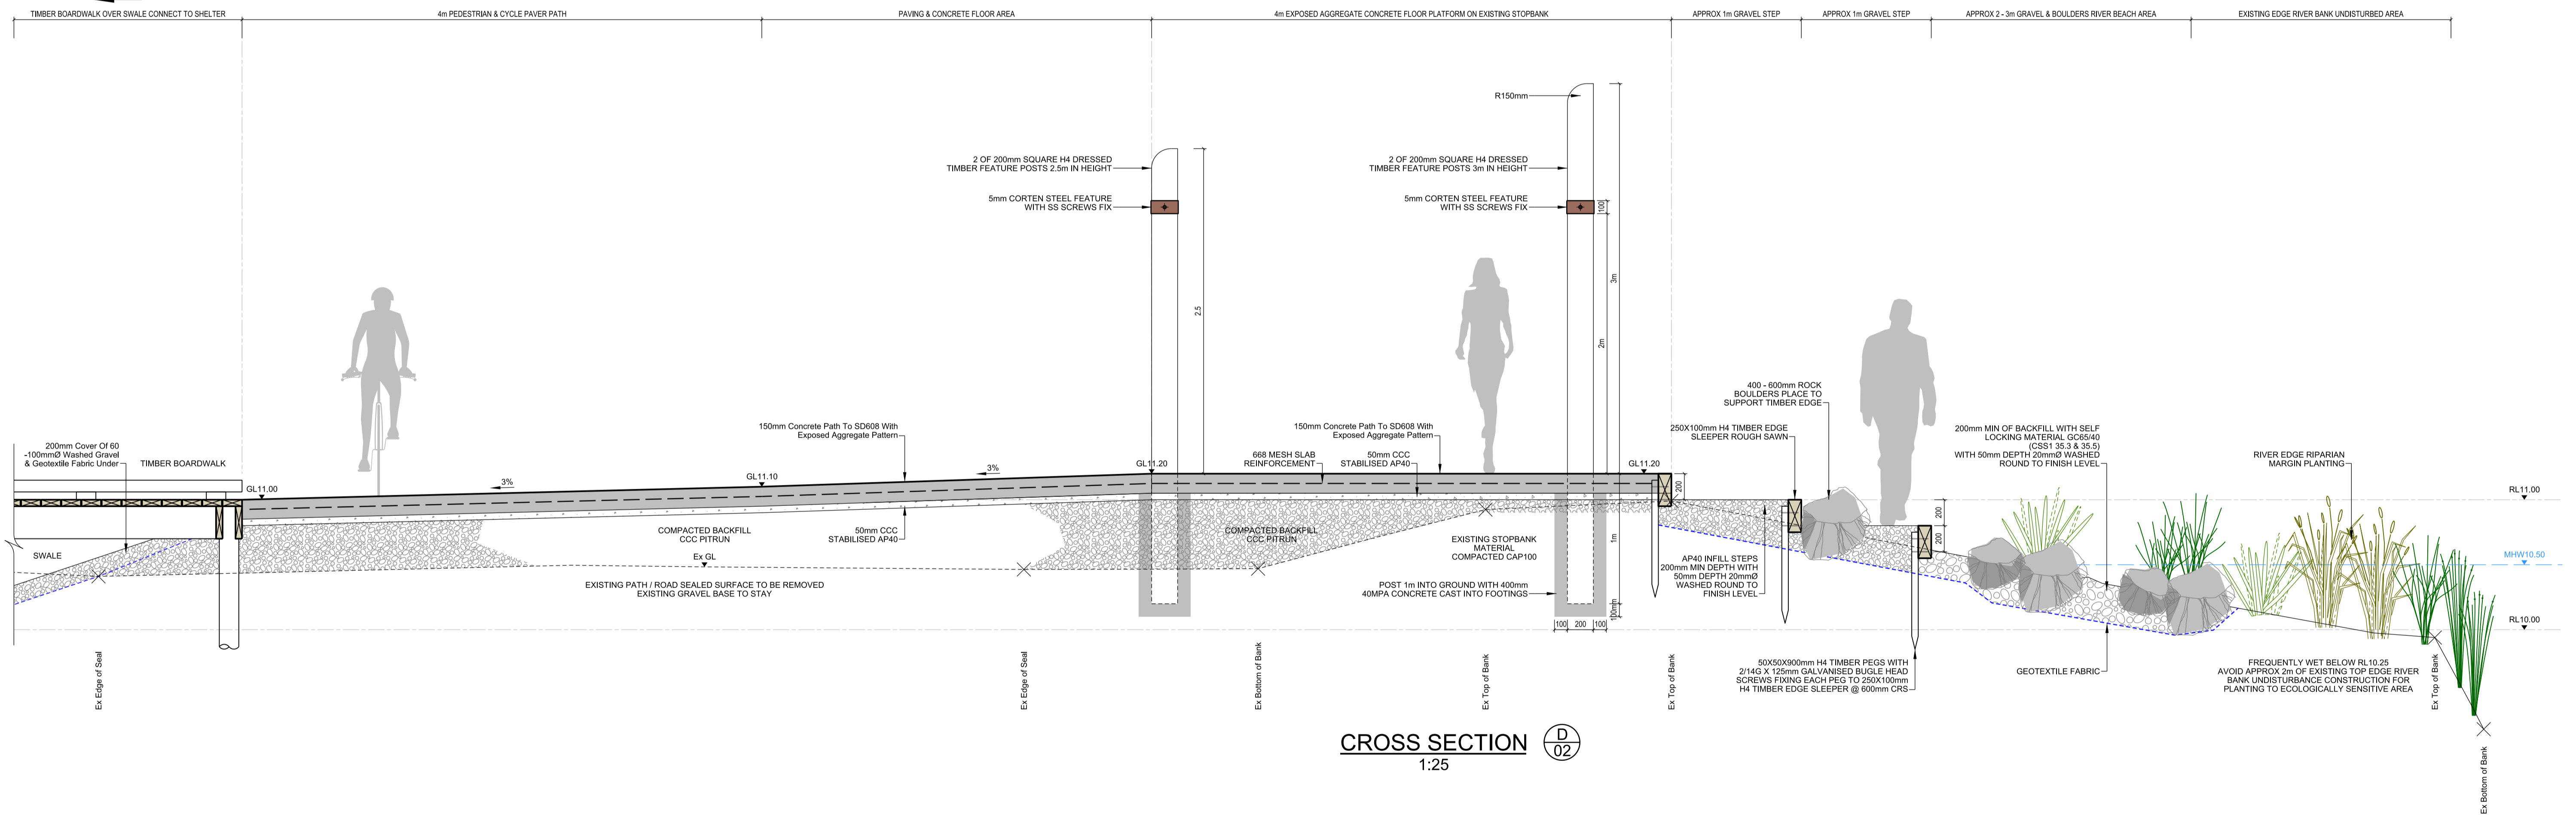 TIMBER BOARDWALK OVER SWALE CONNECT TO SHELTER
4m PEDESTRIAN & CYCLE PAVER PATH
PAVING & CONCRETE FLOOR AREA
4m EXPOSED AGGREGATE CONCRETE FLOOR PLATFORM ON EXISTING STOPBANK
APPROX 1m GRAVEL STEP
APPROX 1m GRAVEL STEP
APPROX 2 - 3m GRAVEL & BOULDERS RIVER BEACH AREA
EXISTING EDGE RIVER BANK UNDISTURBED AREA
R150mm
2 OF 200mm SQUARE H4 DRESSED
TIMBER FEATURE POSTS 2.5m IN HEIGHT
5mm CORTEN STEEL FEATURE
WITH SS SCREWS FIX
2.5
2 OF 200mm SQUARE H4 DRESSED
TIMBER FEATURE POSTS 3m IN HEIGHT
5mm CORTEN STEEL FEATURE
WITH SS SCREWS FIX
100
3m
2m
200mm Cover Of 60
-100mmØ Washed Gravel
& Geotextile Fabric Under
TIMBER BOARDWALK
GL11.00
3%
GL11.10
150mm Concrete Path To SD608 With
Exposed Aggregate Pattern
3%
GL11.20
668 MESH SLAB
REINFORCEMENT
150mm Concrete Path To SD608 With
Exposed Aggregate Pattern
50mm CCC
STABILISED AP40
GL11.20
200
250X100mm H4 TIMBER EDGE
SLEEPER ROUGH SAWN
400 - 600mm ROCK
BOULDERS PLACE TO
SUPPORT TIMBER EDGE
200
200
200mm MIN OF BACKFILL WITH SELF
LOCKING MATERIAL GC65/40
(CSS1 35.3 & 35.5)
WITH 50mm DEPTH 20mmØ WASHED
ROUND TO FINISH LEVEL
RIVER EDGE RIPARIAN
MARGIN PLANTING
RL11.00
MHW10.50
RL10.00
SWALE
COMPACTED BACKFILL
CCC PITRUN
Ex GL
50mm CCC
STABILISED AP40
EXISTING PATH / ROAD SEALED SURFACE TO BE REMOVED
EXISTING GRAVEL BASE TO STAY
COMPACTED BACKFILL
CCC PITRUN
EXISTING STOPBANK
MATERIAL
COMPACTED CAP100
POST 1m INTO GROUND WITH 400mm
40MPA CONCRETE CAST INTO FOOTINGS
1m
100mm
100
200
100
AP40 INFILL STEPS
200mm MIN DEPTH WITH
50mm DEPTH 20mmØ
WASHED ROUND TO
FINISH LEVEL
50X50X900mm H4 TIMBER PEGS WITH
2/14G X 125mm GALVANISED BUGLE HEAD
SCREWS FIXING EACH PEG TO 250X100mm
H4 TIMBER EDGE SLEEPER @ 600mm CRS
GEOTEXTILE FABRIC
FREQUENTLY WET BELOW RL10.25
AVOID APPROX 2m OF EXISTING TOP EDGE RIVER
BANK UNDISTURBANCE CONSTRUCTION FOR
PLANTING TO ECOLOGICALLY SENSITIVE AREA
Ex Edge of Seal
Ex Edge of Seal
Ex Bottom of Bank
Ex Top of Bank
Ex Top of Bank
Ex Top of Bank
Ex Bottom of Bank
CROSS SECTION
D
02
1:25